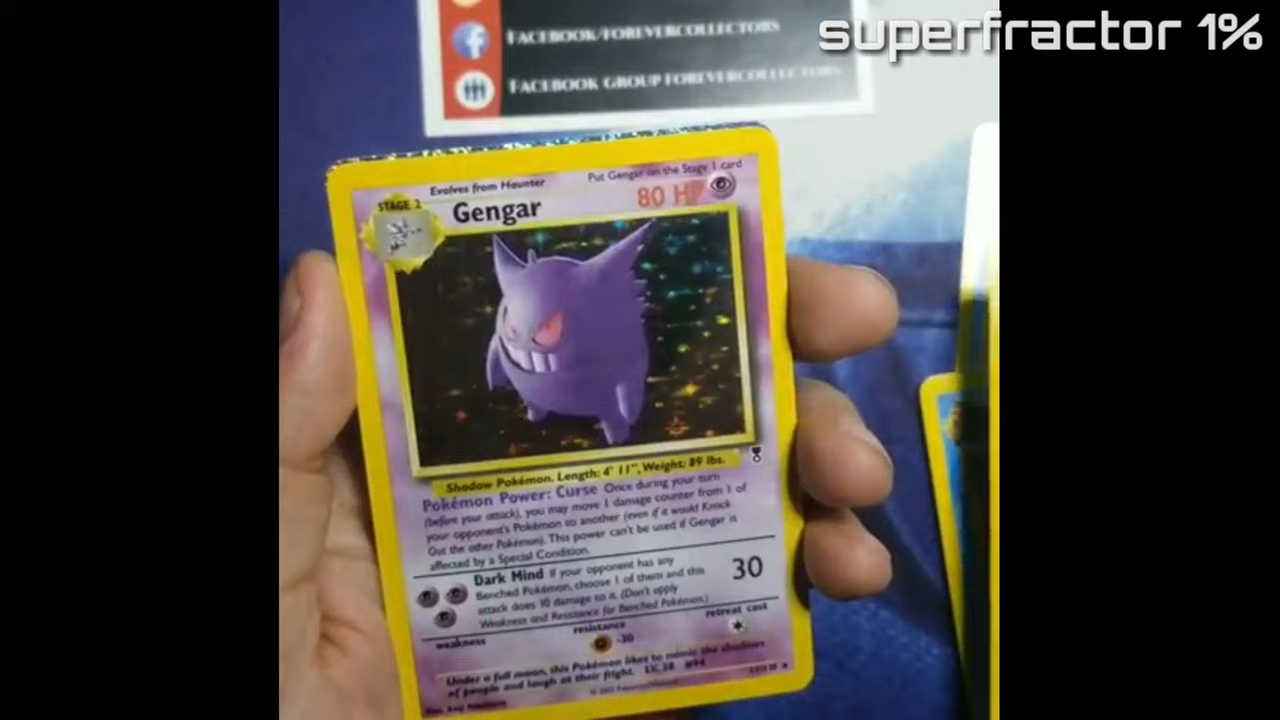 superfractor 1%
FACEBOOK/FOREVERCOLLECTORS
FACEBOOK GROUP FOREVERCOLLECTORS
Evolves from Haunter
Put Gengar on the Stage 1 card
STAGE 2
Gengar
80 HP
Shadow Pokémon. Length: 4' 11", Weight: 89 lbs.
Pokémon Power: Curse Once during your turn
(before your attack), you may move 1 damage counter from 1 of
your opponent's Pokémon to another (even if it would Knock
Out the other Pokémon). This power can't be used if Gengar is
affected by a Special Condition.
Dark Mind If your opponent has any
Benched Pokémon, choose 1 of them and this
attack does 10 damage to it. (Don't apply
Weakness and Resistance for Benched Pokémon.)
30
weakness
resistance
retreat cost
-30
Under a full moon, this Pokémon likes to mimic the shadows
of people and laugh at their fright. LV. 38 #94